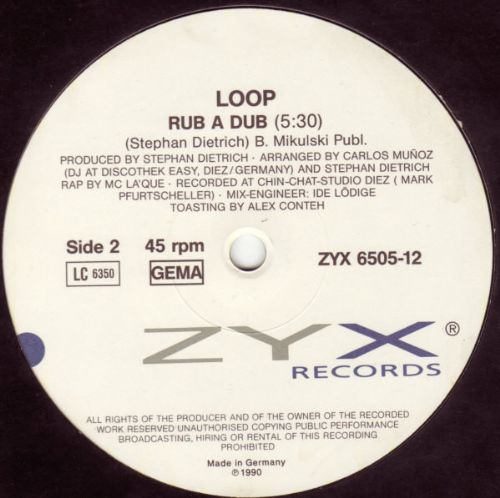 LOOP
RUB A DUB (5:30)
(Stephan Dietrich) B. Mikulski Publ.
PRODUCED BY STEPHAN DIETRICH · ARRANGED BY CARLOS MUÑOZ
(DJ AT DISCOTHEK EASY, DIEZ/GERMANY) AND STEPHAN DIETRICH
RAP BY MC LA'QUE · RECORDED AT CHIN-CHAT-STUDIO DIEZ ( MARK
PFURTSCHELLER) · MIX-ENGINEER: IDE LÖDIGE
TOASTING BY ALEX CONTEH
Side 2 45 rpm ZYX 6505-12
LC 6350 GEMA
ZYX ®
RECORDS
ALL RIGHTS OF THE PRODUCER AND OF THE OWNER OF THE RECORDED
WORK RESERVED UNAUTHORISED COPYING PUBLIC PERFORMANCE
BROADCASTING, HIRING OR RENTAL OF THIS RECORDING
PROHIBITED
Made in Germany
℗ 1990